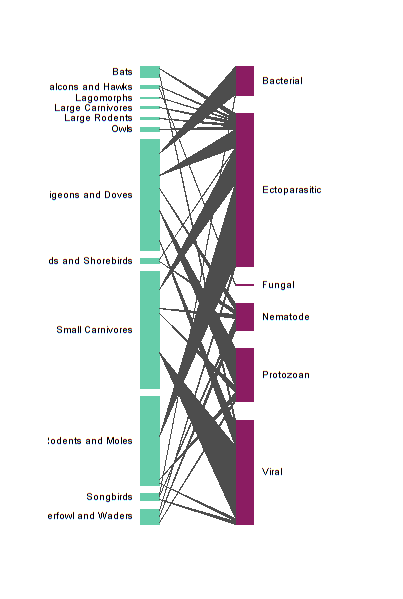 Bats
alcons and Hawks
Lagomorphs
Large Carnivores
Large Rodents
Owls
igeons and Doves
ds and Shorebirds
Small Carnivores
odents and Moles
Songbirds
erfowl and Waders
Bacterial
Ectoparasitic
Fungal
Nematode
Protozoan
Viral